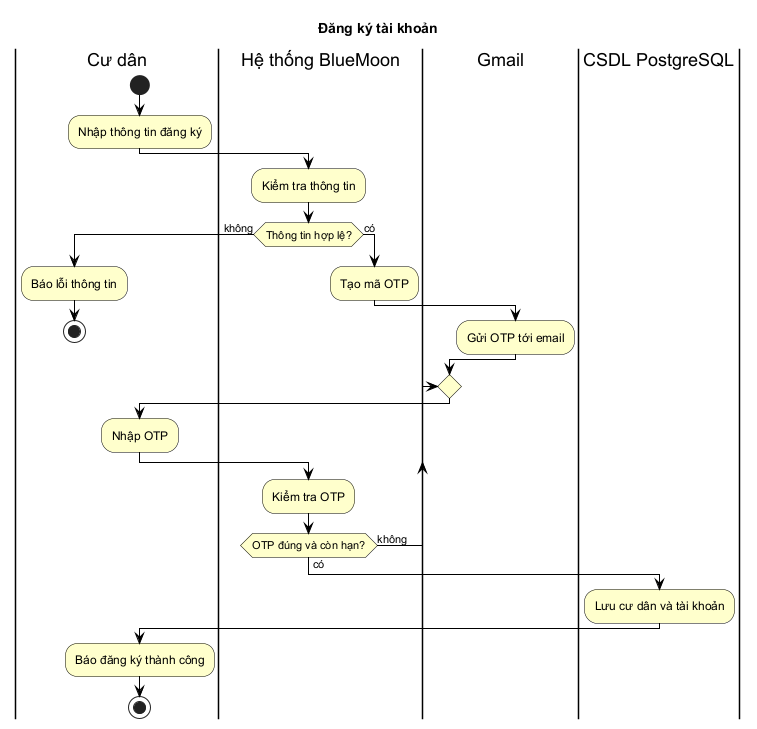 Đăng ký tài khoản
Cư dân
Hệ thống BlueMoon
Gmail
CSDL PostgreSQL
Nhập thông tin đăng ký
Kiểm tra thông tin
Thông tin hợp lệ?
không
có
Báo lỗi thông tin
Tạo mã OTP
Gửi OTP tới email
Nhập OTP
Kiểm tra OTP
OTP đúng và còn hạn?
không
có
Lưu cư dân và tài khoản
Báo đăng ký thành công